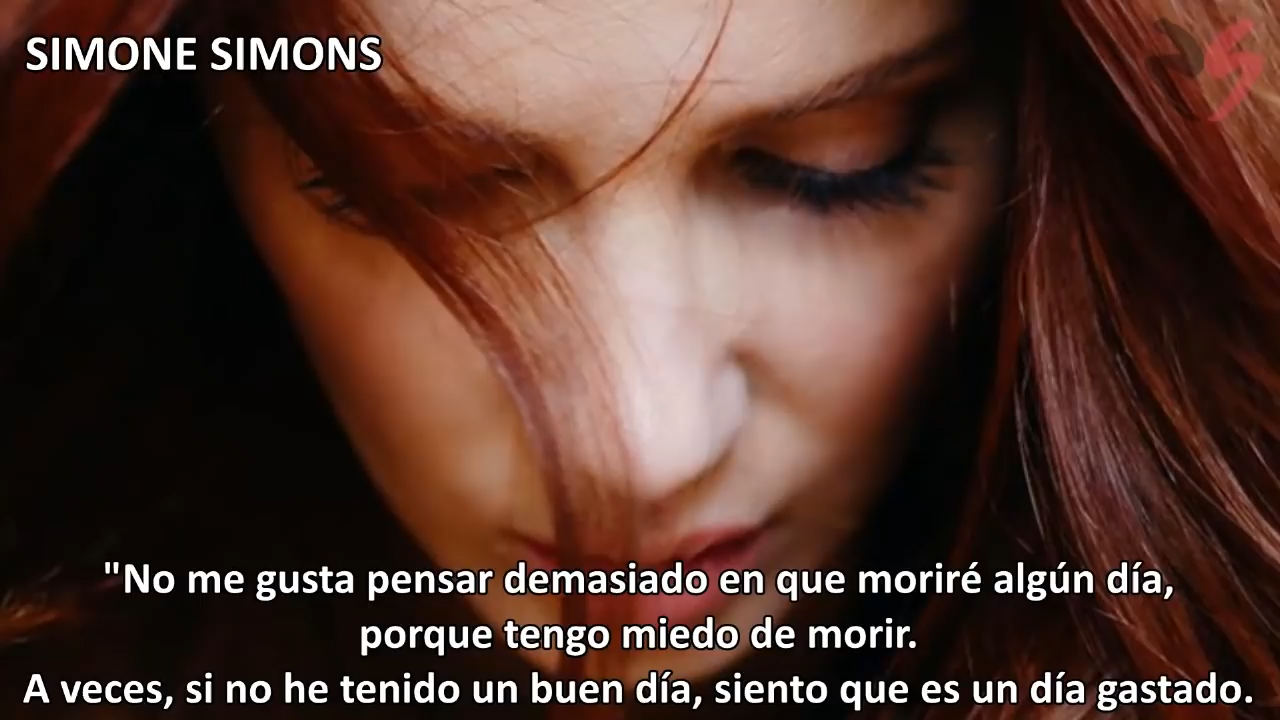 SIMONE SIMONS
"No me gusta pensar demasiado en que moriré algún día,
porque tengo miedo de morir.
A veces, si no he tenido un buen día, siento que es un día gastado.